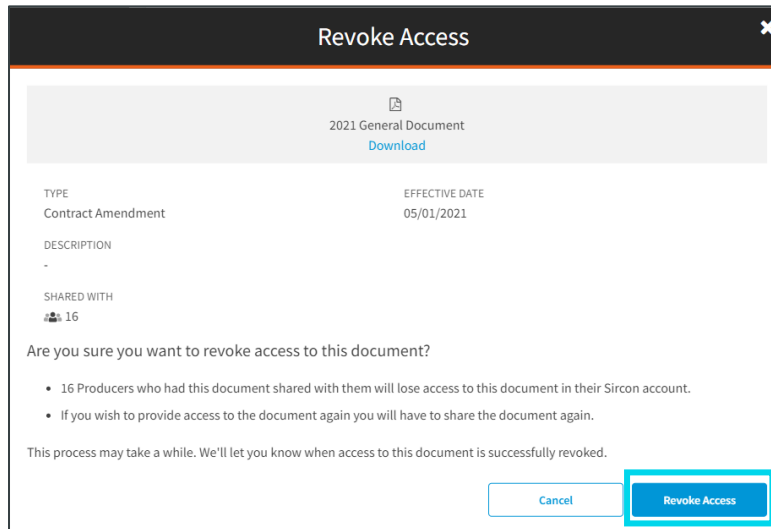 Revoke Access
2021 General Document
Download
TYPE
EFFECTIVE DATE
Contract Amendment
05/01/2021
DESCRIPTION
-
SHARED WITH
16
Are you sure you want to revoke access to this document?
• 16 Producers who had this document shared with them will lose access to this document in their Sircon account.
• If you wish to provide access to the document again you will have to share the document again.
This process may take a while. We'll let you know when access to this document is successfully revoked.
Cancel
Revoke Access